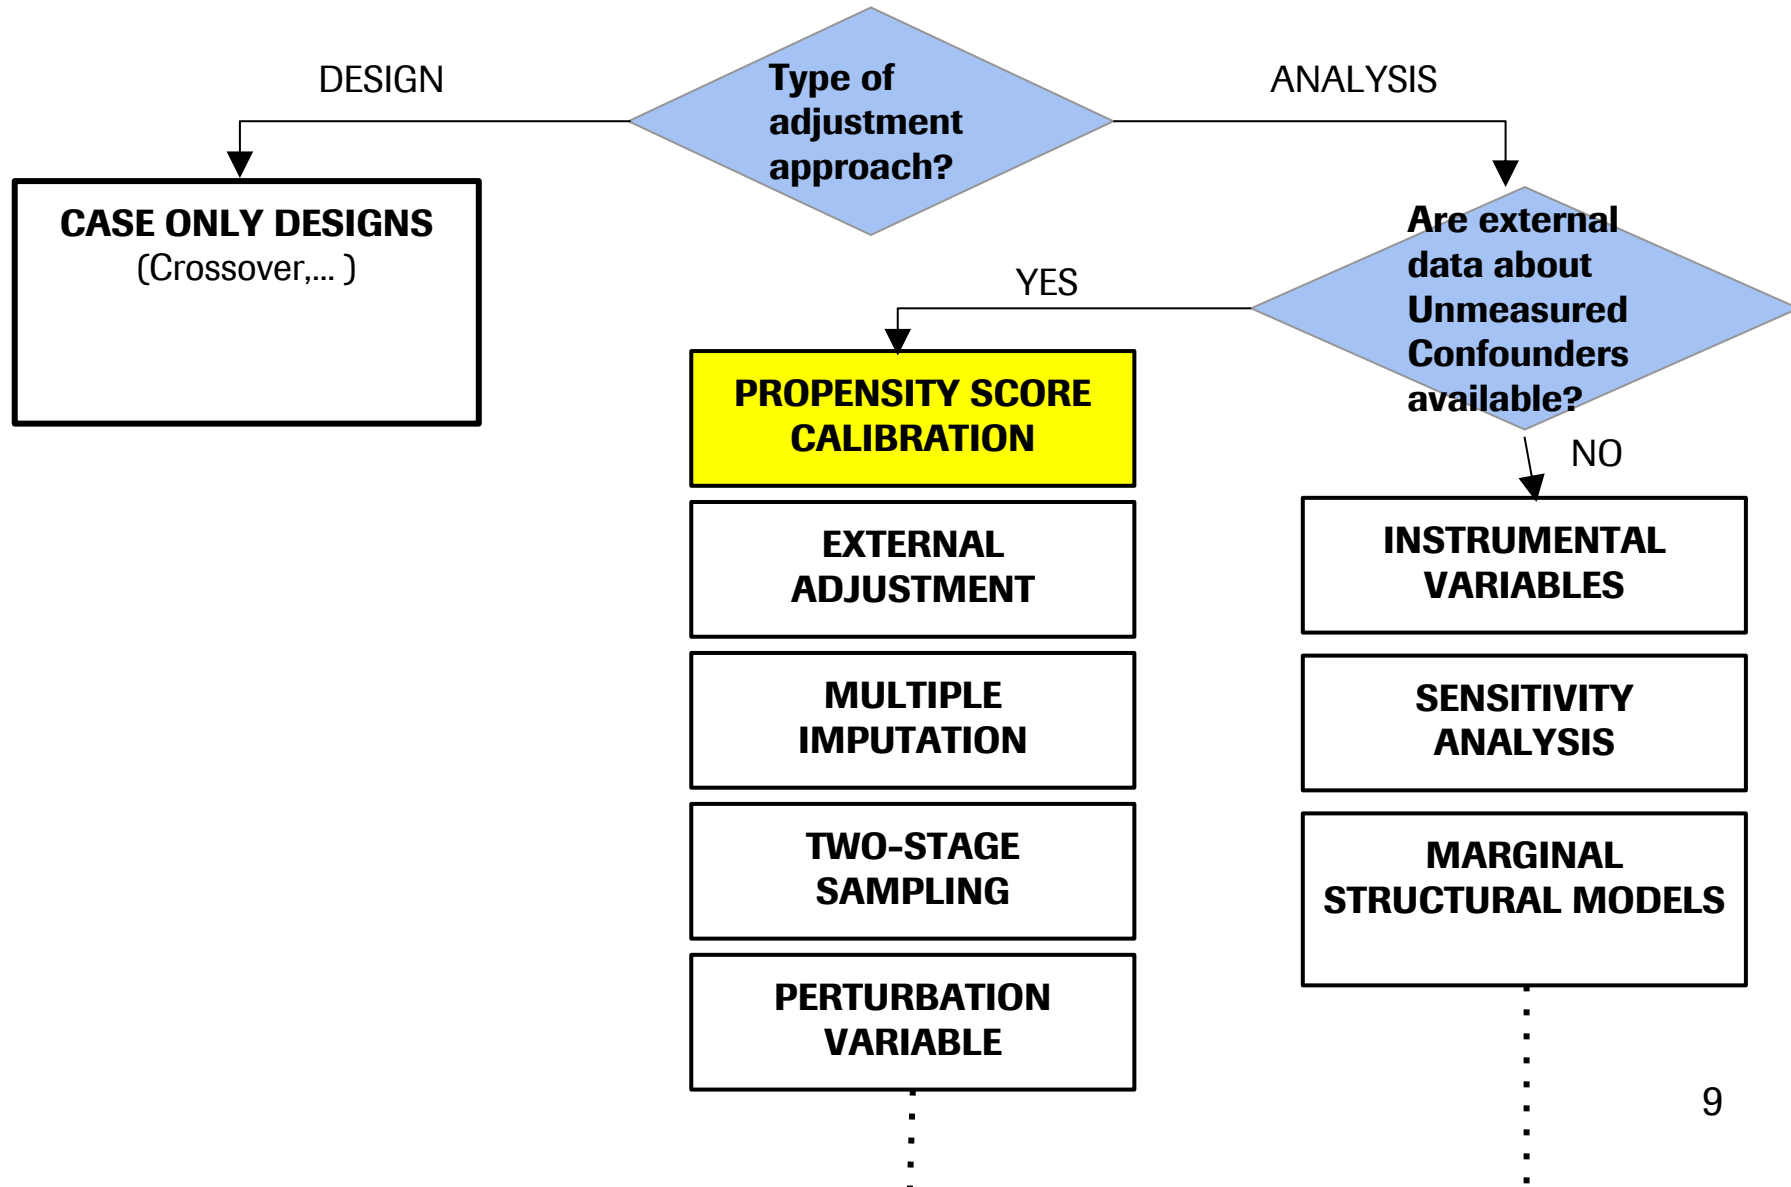 DESIGN
Type of
adjustment
approach?
ANALYSIS
CASE ONLY DESIGNS
(Crossover,... )
Are external
data about
Unmeasured
Confounders
available?
YES
NO
PROPENSITY SCORE
CALIBRATION
EXTERNAL
ADJUSTMENT
MULTIPLE
IMPUTATION
TWO-STAGE
SAMPLING
PERTURBATION
VARIABLE
INSTRUMENTAL
VARIABLES
SENSITIVITY
ANALYSIS
MARGINAL
STRUCTURAL MODELS
9